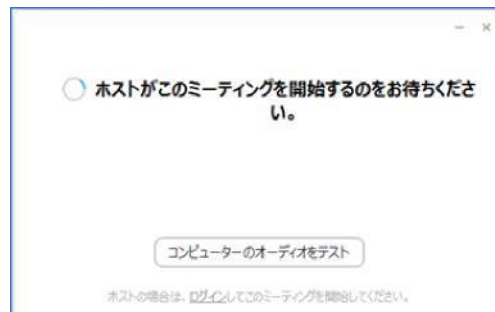 ホストがこのミーティングを開始するのをお待ちくださ
い。
コンピューターのオーディオをテスト
ホストの場合は、ログインしてこのミーティングを開始してください。